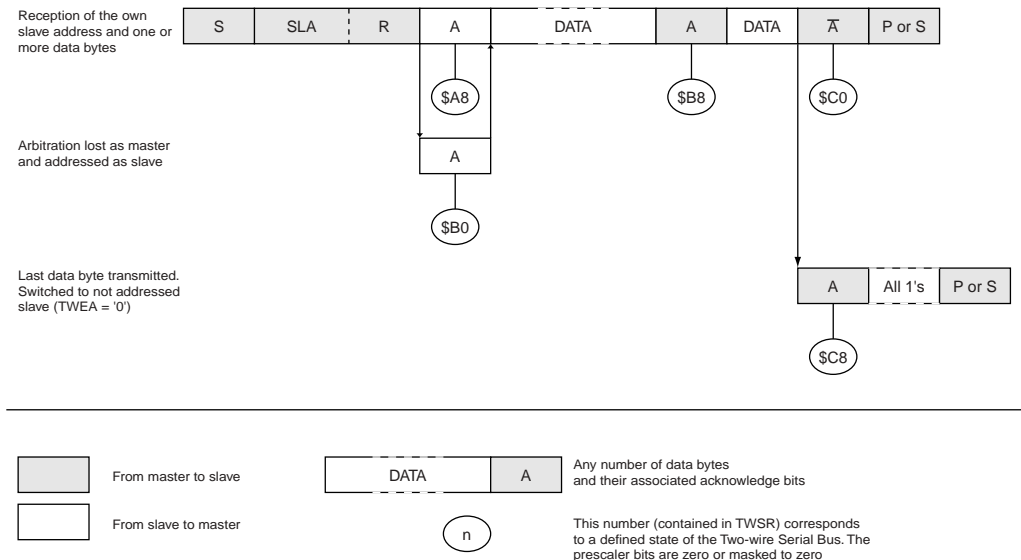 Reception of the own
slave address and one or
more data bytes
S SLA R A DATA A DATA A̅ P or S
$A8 $B8 $C0
Arbitration lost as master
and addressed as slave
A
$B0
Last data byte transmitted.
Switched to not addressed
slave (TWEA = '0')
A All 1's P or S
$C8
From master to slave
DATA A
Any number of data bytes
and their associated acknowledge bits
From slave to master
n
This number (contained in TWSR) corresponds
to a defined state of the Two-wire Serial Bus. The
prescaler bits are zero or masked to zero